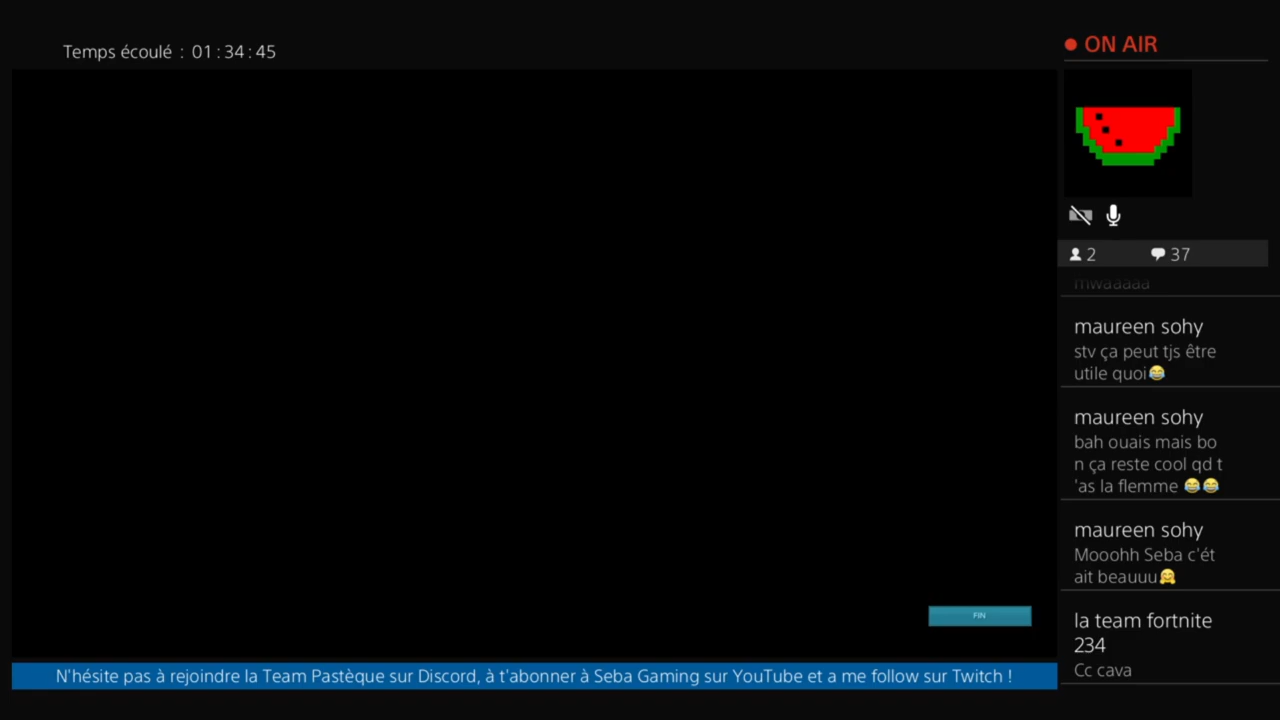 Temps écoulé : 01:34:45
ON AIR
2 37
mwaaaaa
maureen sohy
stv ça peut tjs être
utile quoi😂
maureen sohy
bah ouais mais bo
n ça reste cool qd t
'as la flemme 😂😂
maureen sohy
Mooohh Seba c'ét
ait beauuu🤗
la team fortnite
234
Cc cava
FIN
N'hésite pas à rejoindre la Team Pastèque sur Discord, à t'abonner à Seba Gaming sur YouTube et a me follow sur Twitch !